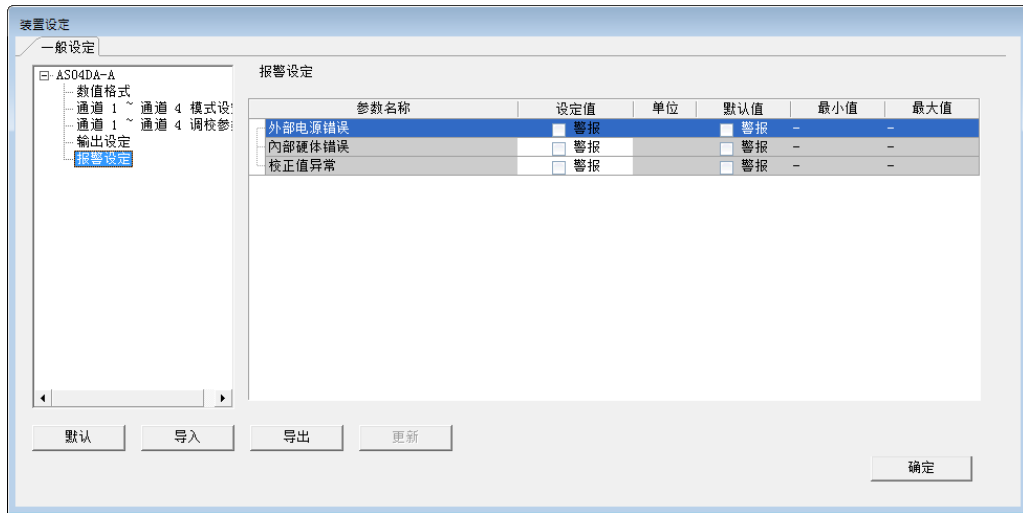 装置设定
一般设定
AS04DA-A
数值格式
通道 1 ~ 通道 4 模式设
通道 1 ~ 通道 4 调校参
输出设定
报警设定
报警设定
参数名称 设定值 单位 默认值 最小值 最大值
外部电源错误 警报 警报 - -
内部硬体错误 警报 警报 - -
校正值异常 警报 警报 - -
默认 导入 导出 更新
确定